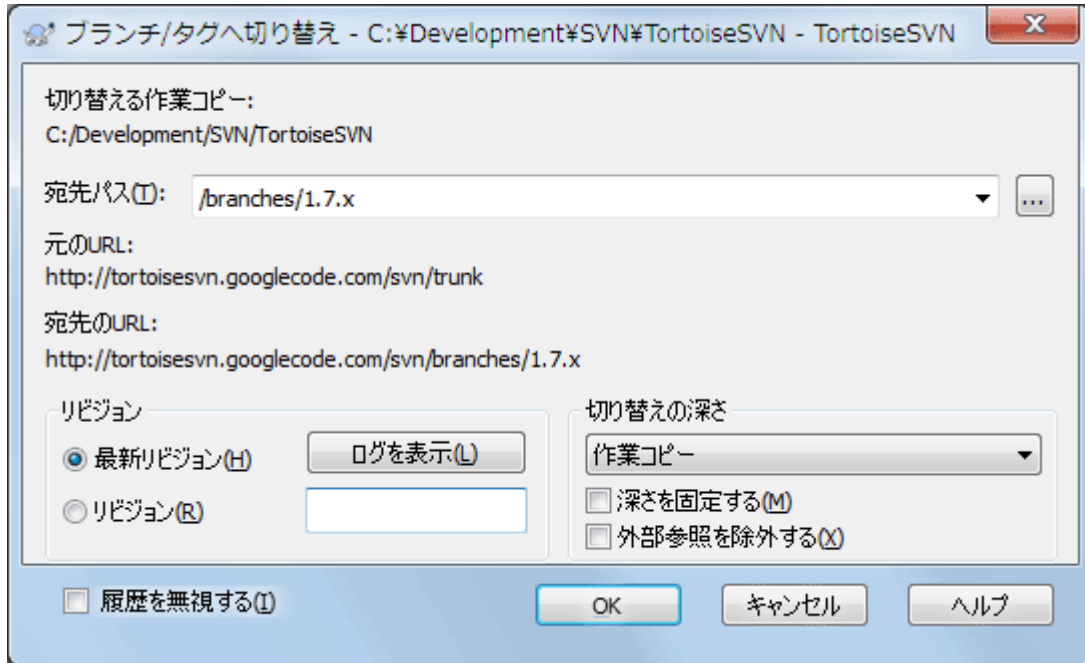 ブランチ/タグへ切り替え - C:¥Development¥SVN¥TortoiseSVN - TortoiseSVN
切り替える作業コピー:
C:/Development/SVN/TortoiseSVN
宛先パス(T): /branches/1.7.x ...
元のURL:
http://tortoisesvn.googlecode.com/svn/trunk
宛先のURL:
http://tortoisesvn.googlecode.com/svn/branches/1.7.x
リビジョン
最新リビジョン(H) ログを表示(L)
リビジョン(R)
切り替えの深さ
作業コピー
深さを固定する(M)
外部参照を除外する(X)
履歴を無視する(I)
OK キャンセル ヘルプ